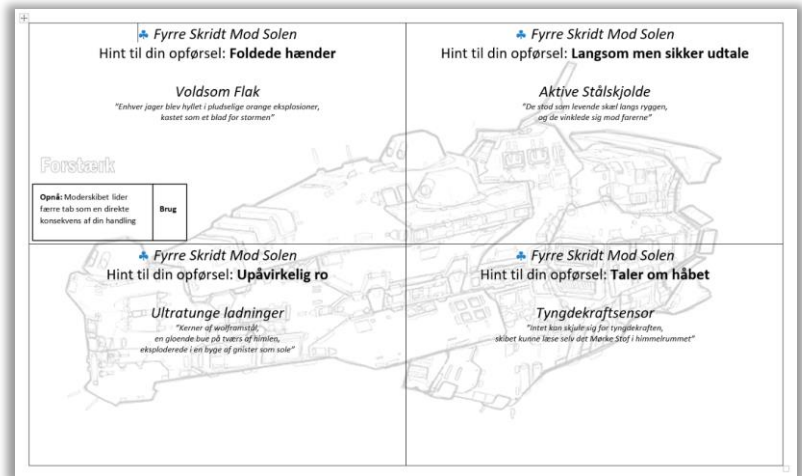 Fyrre Skridt Mod Solen
Hint til din opførsel: Foldede hænder
Voldsom Flak
"Enhver jager blev hyllet i pludselige orange eksplosioner,
kastet som et blad for stormen"
Forstærk
Opnå: Moderskibet lider
færre tab som en direkte
konsekvens af din handling
Brug
Fyrre Skridt Mod Solen
Hint til din opførsel: Langsom men sikker udtale
Aktive Stålskjolde
"De stod som levende skæl langs ryggen,
og de vinklede sig mod farerne"
Fyrre Skridt Mod Solen
Hint til din opførsel: Upåvirkelig ro
Ultratunge ladninger
"Kerner af wolframstål,
en gloende bue på tværs af himlen,
eksploderede i en byge af gnister som sole"
Fyrre Skridt Mod Solen
Hint til din opførsel: Taler om håbet
Tyngdekraftsensor
"Intet kan skjule sig for tyngdekraften,
skibet kunne læse selv det Mørke Stof i himmelrummet"